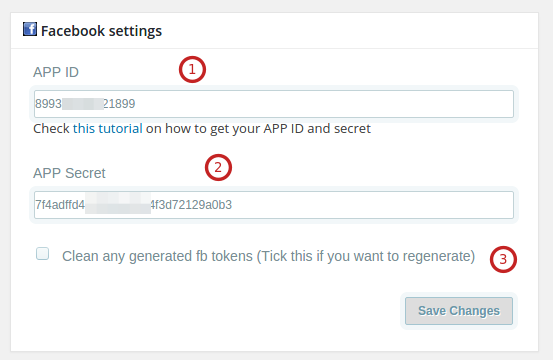 Facebook settings
APP ID
1
8993 21899
Check this tutorial on how to get your APP ID and secret
APP Secret
2
7f4adffd4 4f3d72129a0b3
Clean any generated fb tokens (Tick this if you want to regenerate)
3
Save Changes